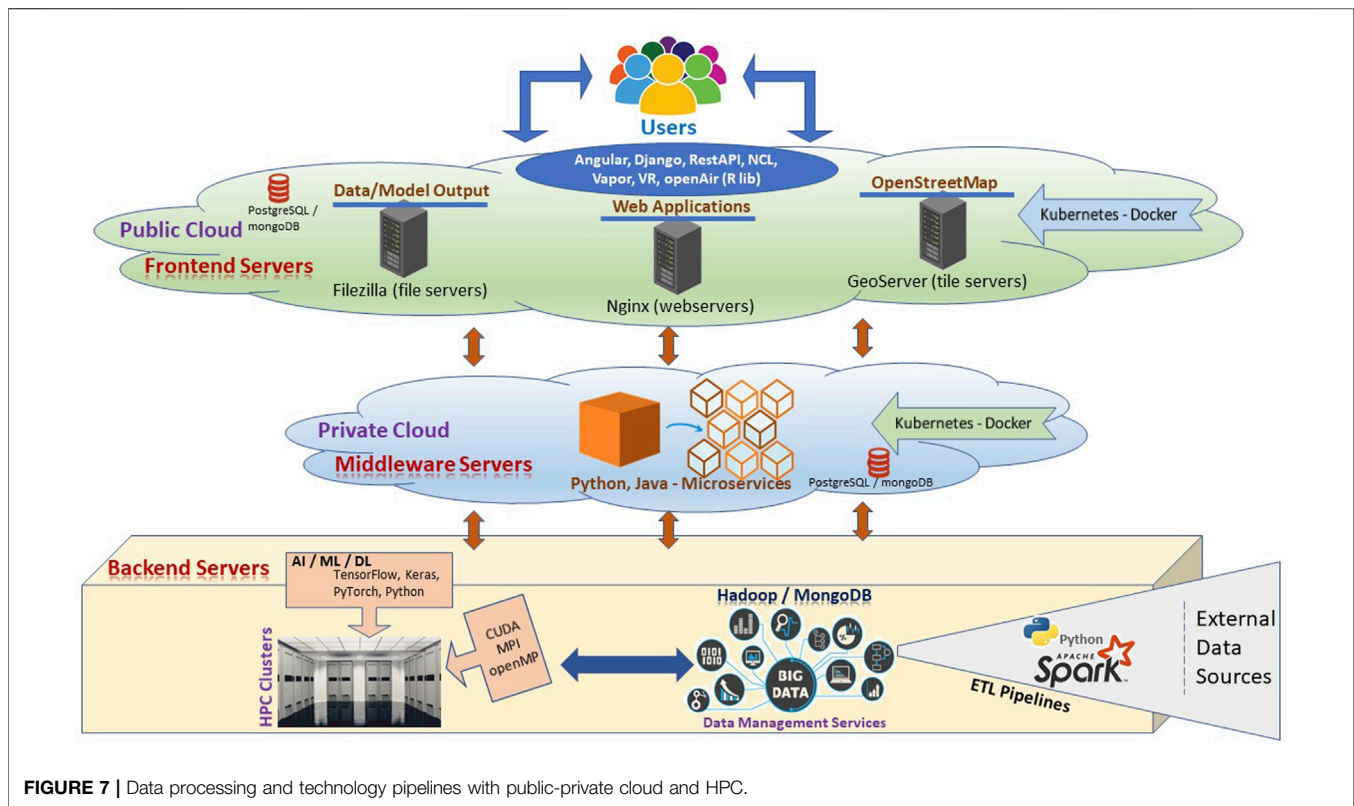 Users
Angular, Django, RestAPI, NCL,
Vapor, VR, openAir (R lib)
PostgreSQL /
mongoDB
Data/Model Output
Web Applications
OpenStreetMap
Kubernetes - Docker
Public Cloud
Frontend Servers
Filezilla (file servers)
Nginx (webservers)
GeoServer (tile servers)
Private Cloud
Middleware Servers
Python, Java - Microservices
Kubernetes - Docker
PostgreSQL / mongoDB
Backend Servers
AI / ML / DL
TensorFlow, Keras,
PyTorch, Python
HPC Clusters
CUDA
MPI
openMP
Hadoop / MongoDB
0101
1010
BIG
DATA
Data Management Services
Python
APACHE
Spark™
ETL Pipelines
External
Data
Sources
FIGURE 7 | Data processing and technology pipelines with public-private cloud and HPC.